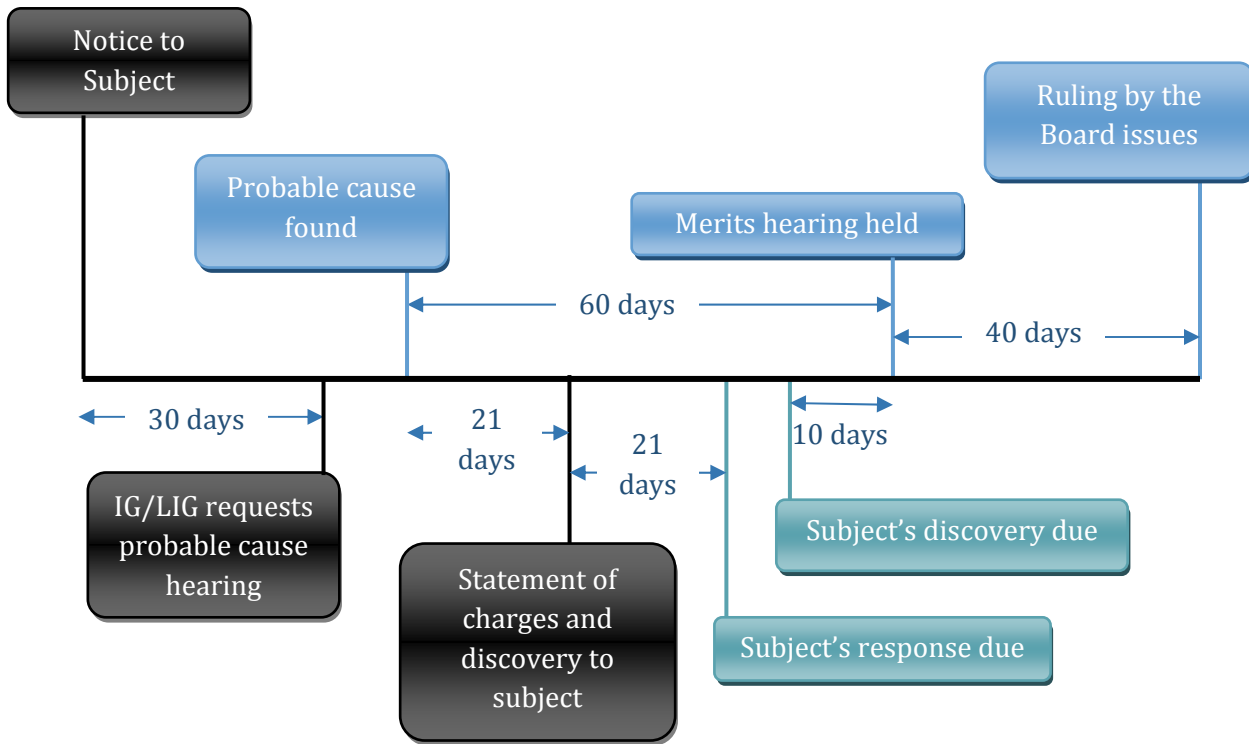 Notice to
Subject
Ruling by the
Board issues
Probable cause
found
Merits hearing held
60 days
40 days
30 days
21
days
21
days
10 days
IG/LIG requests
probable cause
hearing
Statement of
charges and
discovery to
subject
Subject’s discovery due
Subject’s response due